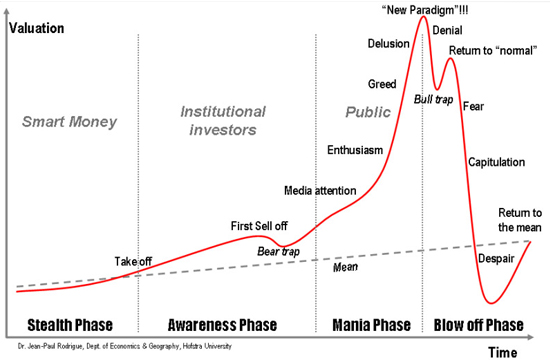 “New Paradigm”!!!
Valuation
Denial
Delusion
Return to “normal”
Greed
Bull trap
Fear
Smart Money
Institutional
investors
Public
Enthusiasm
Capitulation
Media attention
First Sell off
Return to
the mean
Bear trap
Take off
Mean
Despair
Stealth Phase
Awareness Phase
Mania Phase
Blow off Phase
Dr. Jean-Paul Rodrigue, Dept. of Economics & Geography, Hofstra University
Time